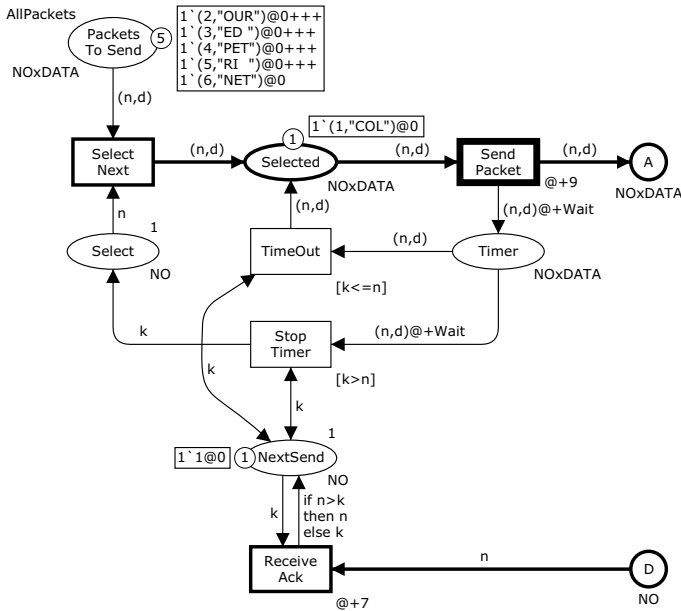 AllPackets
Packets
To Send
5
1`(2,"OUR")@0+++
1`(3,"ED ")@0+++
1`(4,"PET")@0+++
1`(5,"RI  ")@0+++
1`(6,"NET")@0
NOxDATA
(n,d)
1
1`(1,"COL")@0
Select
Next
(n,d)
Selected
(n,d)
Send
Packet
(n,d)
A
NOxDATA
@+9
NOxDATA
n
(n,d)
(n,d)@+Wait
1
Select
NO
TimeOut
(n,d)
Timer
NOxDATA
[k<=n]
k
Stop
Timer
(n,d)@+Wait
k
[k>n]
k
1
1`1@0
1
NextSend
NO
k
if n>k
then n
else k
Receive
Ack
n
D
@+7
NO